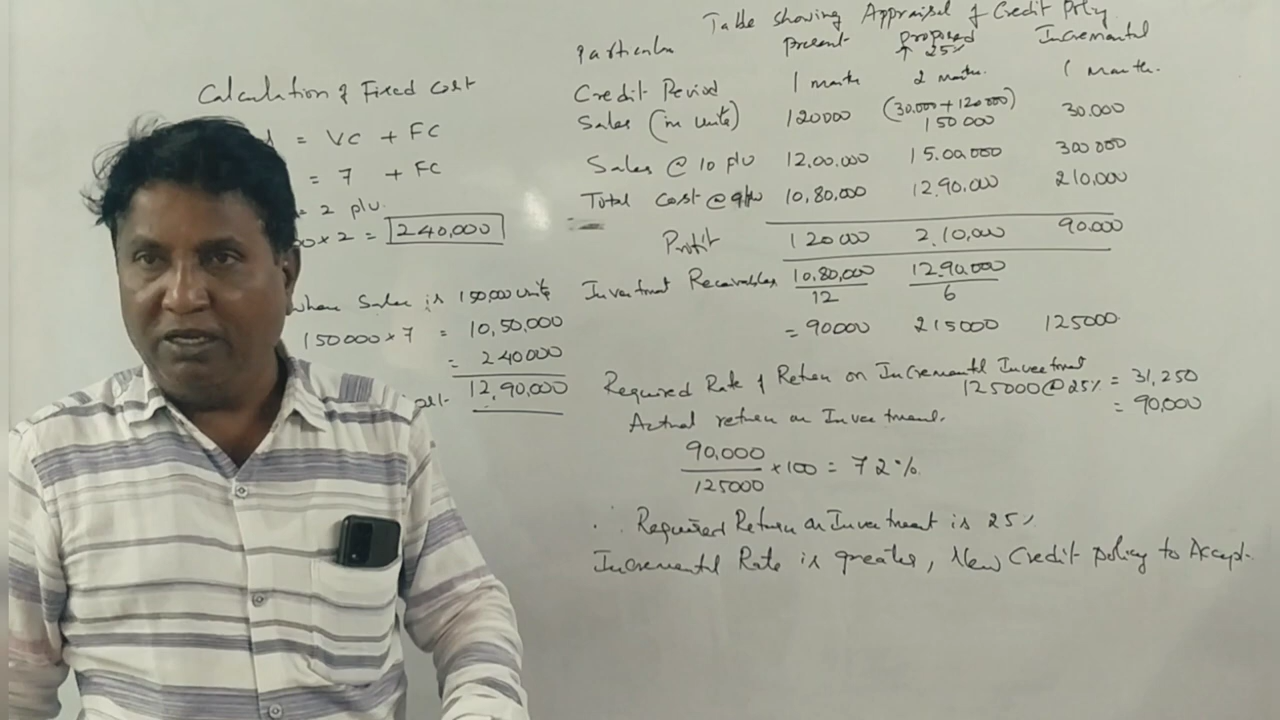 Calculation of Fixed Cost
= VC + FC
= 7 + FC
= 2 p/u.
00 x 2 = 240,000
where Sales is 150,000 units
150000 x 7 = 10,50,000
= 240000
12,90,000
Table showing Appraisal of Credit Policy
Particulars Present Proposed Incremental
↑ 25%
Credit Period 1 month 2 months. 1 month.
Sales (in units) 120000 (30.000 + 120000) 30.000
150000
Sales @ 10 p/u 12,00,000 15,00,000 300000
Total Cost @ 9 p/u 10,80,000 12,90,000 210,000
Profit 120000 2,10,000 90.000
Investment Receivables 10,80,000 12,90,000
12 6
= 90000 215000 125000
Required Rate of Return on Incremental Investment
125000 @ 25% = 31,250
Actual return on Investment. = 90,000
90,000
x 100 = 72%.
125000
∴ Required Return on Investment is 25%
Incremental Rate is greater, New Credit policy to Accept.